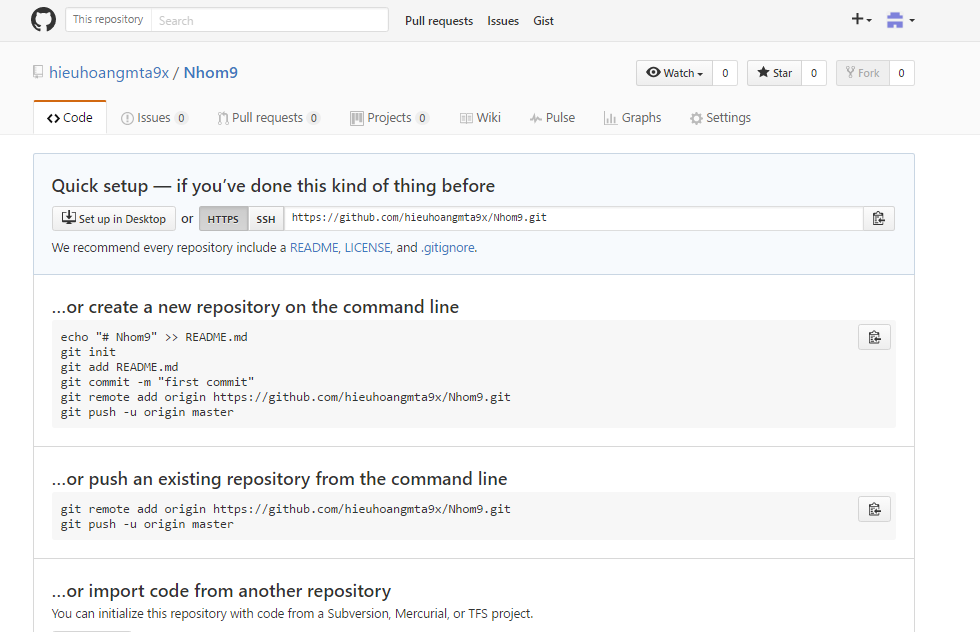 This repository Search Pull requests Issues Gist
hieuhoangmta9x / Nhom9
Watch 0 Star 0 Fork 0
Code Issues 0 Pull requests 0 Projects 0 Wiki Pulse Graphs Settings
Quick setup — if you've done this kind of thing before
Set up in Desktop or HTTPS SSH https://github.com/hieuhoangmta9x/Nhom9.git
We recommend every repository include a README, LICENSE, and .gitignore.
…or create a new repository on the command line
echo "# Nhom9" >> README.md
git init
git add README.md
git commit -m "first commit"
git remote add origin https://github.com/hieuhoangmta9x/Nhom9.git
git push -u origin master
…or push an existing repository from the command line
git remote add origin https://github.com/hieuhoangmta9x/Nhom9.git
git push -u origin master
…or import code from another repository
You can initialize this repository with code from a Subversion, Mercurial, or TFS project.